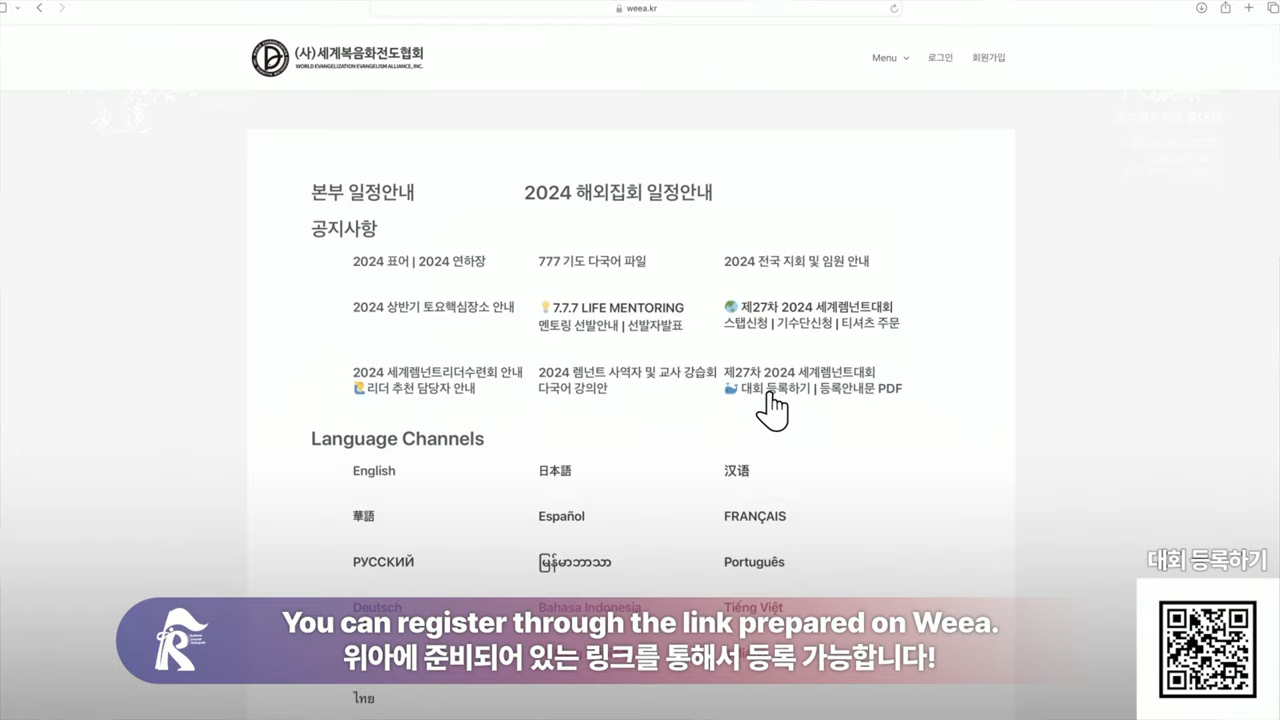 weea.kr
(사)세계복음화전도협회
WORLD EVANGELIZATION EVANGELISM ALLIANCE, INC.
Menu 로그인 회원가입
본부 일정안내 2024 해외집회 일정안내
공지사항
2024 표어 | 2024 연하장 777 기도 다국어 파일 2024 전국 지회 및 임원 안내
2024 상반기 토요핵심장소 안내 7.7.7 LIFE MENTORING 제27차 2024 세계렘넌트대회
멘토링 선발안내 | 선발자발표 스탭신청 | 기수단신청 | 티셔츠 주문
2024 세계렘넌트리더수련회 안내 2024 렘넌트 사역자 및 교사 강습회 제27차 2024 세계렘넌트대회
리더 추천 담당자 안내 다국어 강의안 대회 등록하기 | 등록안내문 PDF
Language Channels
English 日本語 汉语
華語 Español FRANÇAIS
РУССКИЙ မြန်မာဘာသာ Português
대회 등록하기
Deutsch Bahasa Indonesia Tiếng Việt
You can register through the link prepared on Weea.
위아에 준비되어 있는 링크를 통해서 등록 가능합니다!
ไทย